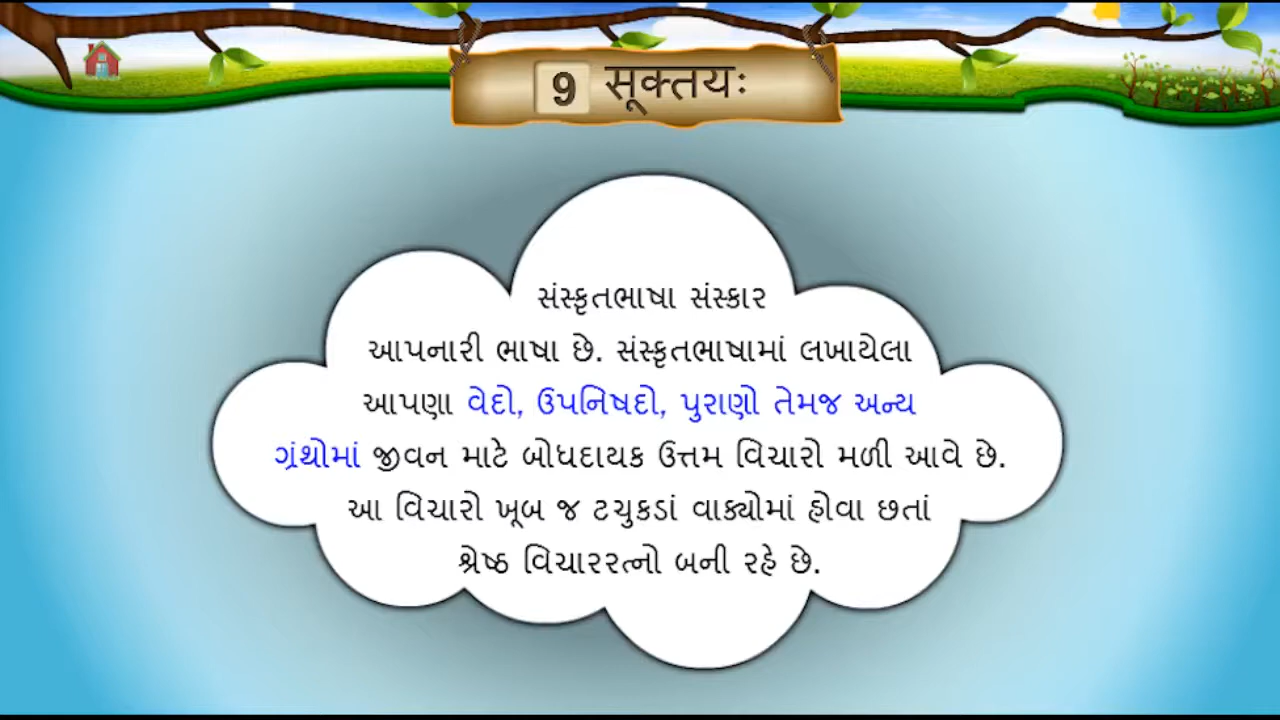 9 सूक्तयः
સંસ્કૃતભાષા સંસ્કાર
આપનારી ભાષા છે. સંસ્કૃતભાષામાં લખાયેલા
આપણા વેદો, ઉપનિષદો, પુરાણો તેમજ અન્ય
ગ્રંથોમાં જીવન માટે બોધદાયક ઉત્તમ વિચારો મળી આવે છે.
આ વિચારો ખૂબ જ ટચુકડાં વાક્યોમાં હોવા છતાં
શ્રેષ્ઠ વિચારરત્નો બની રહે છે.